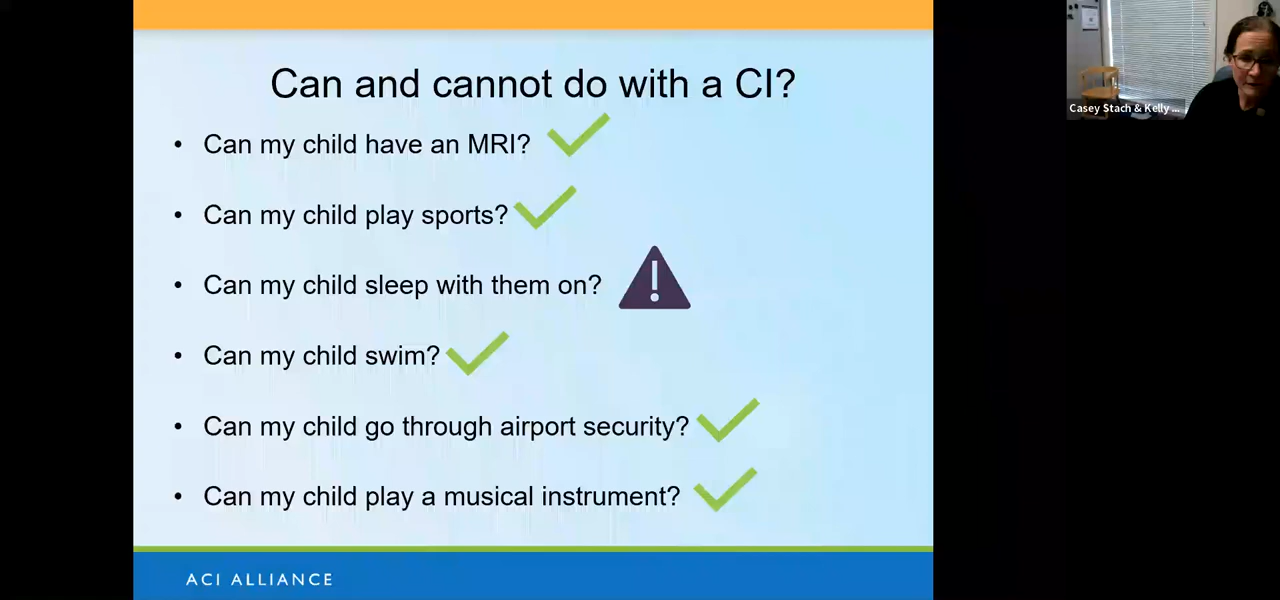 Can and cannot do with a CI?
• Can my child have an MRI?
• Can my child play sports?
• Can my child sleep with them on?
• Can my child swim?
• Can my child go through airport security?
• Can my child play a musical instrument?
ACI ALLIANCE
Casey Stach & Kelly ...